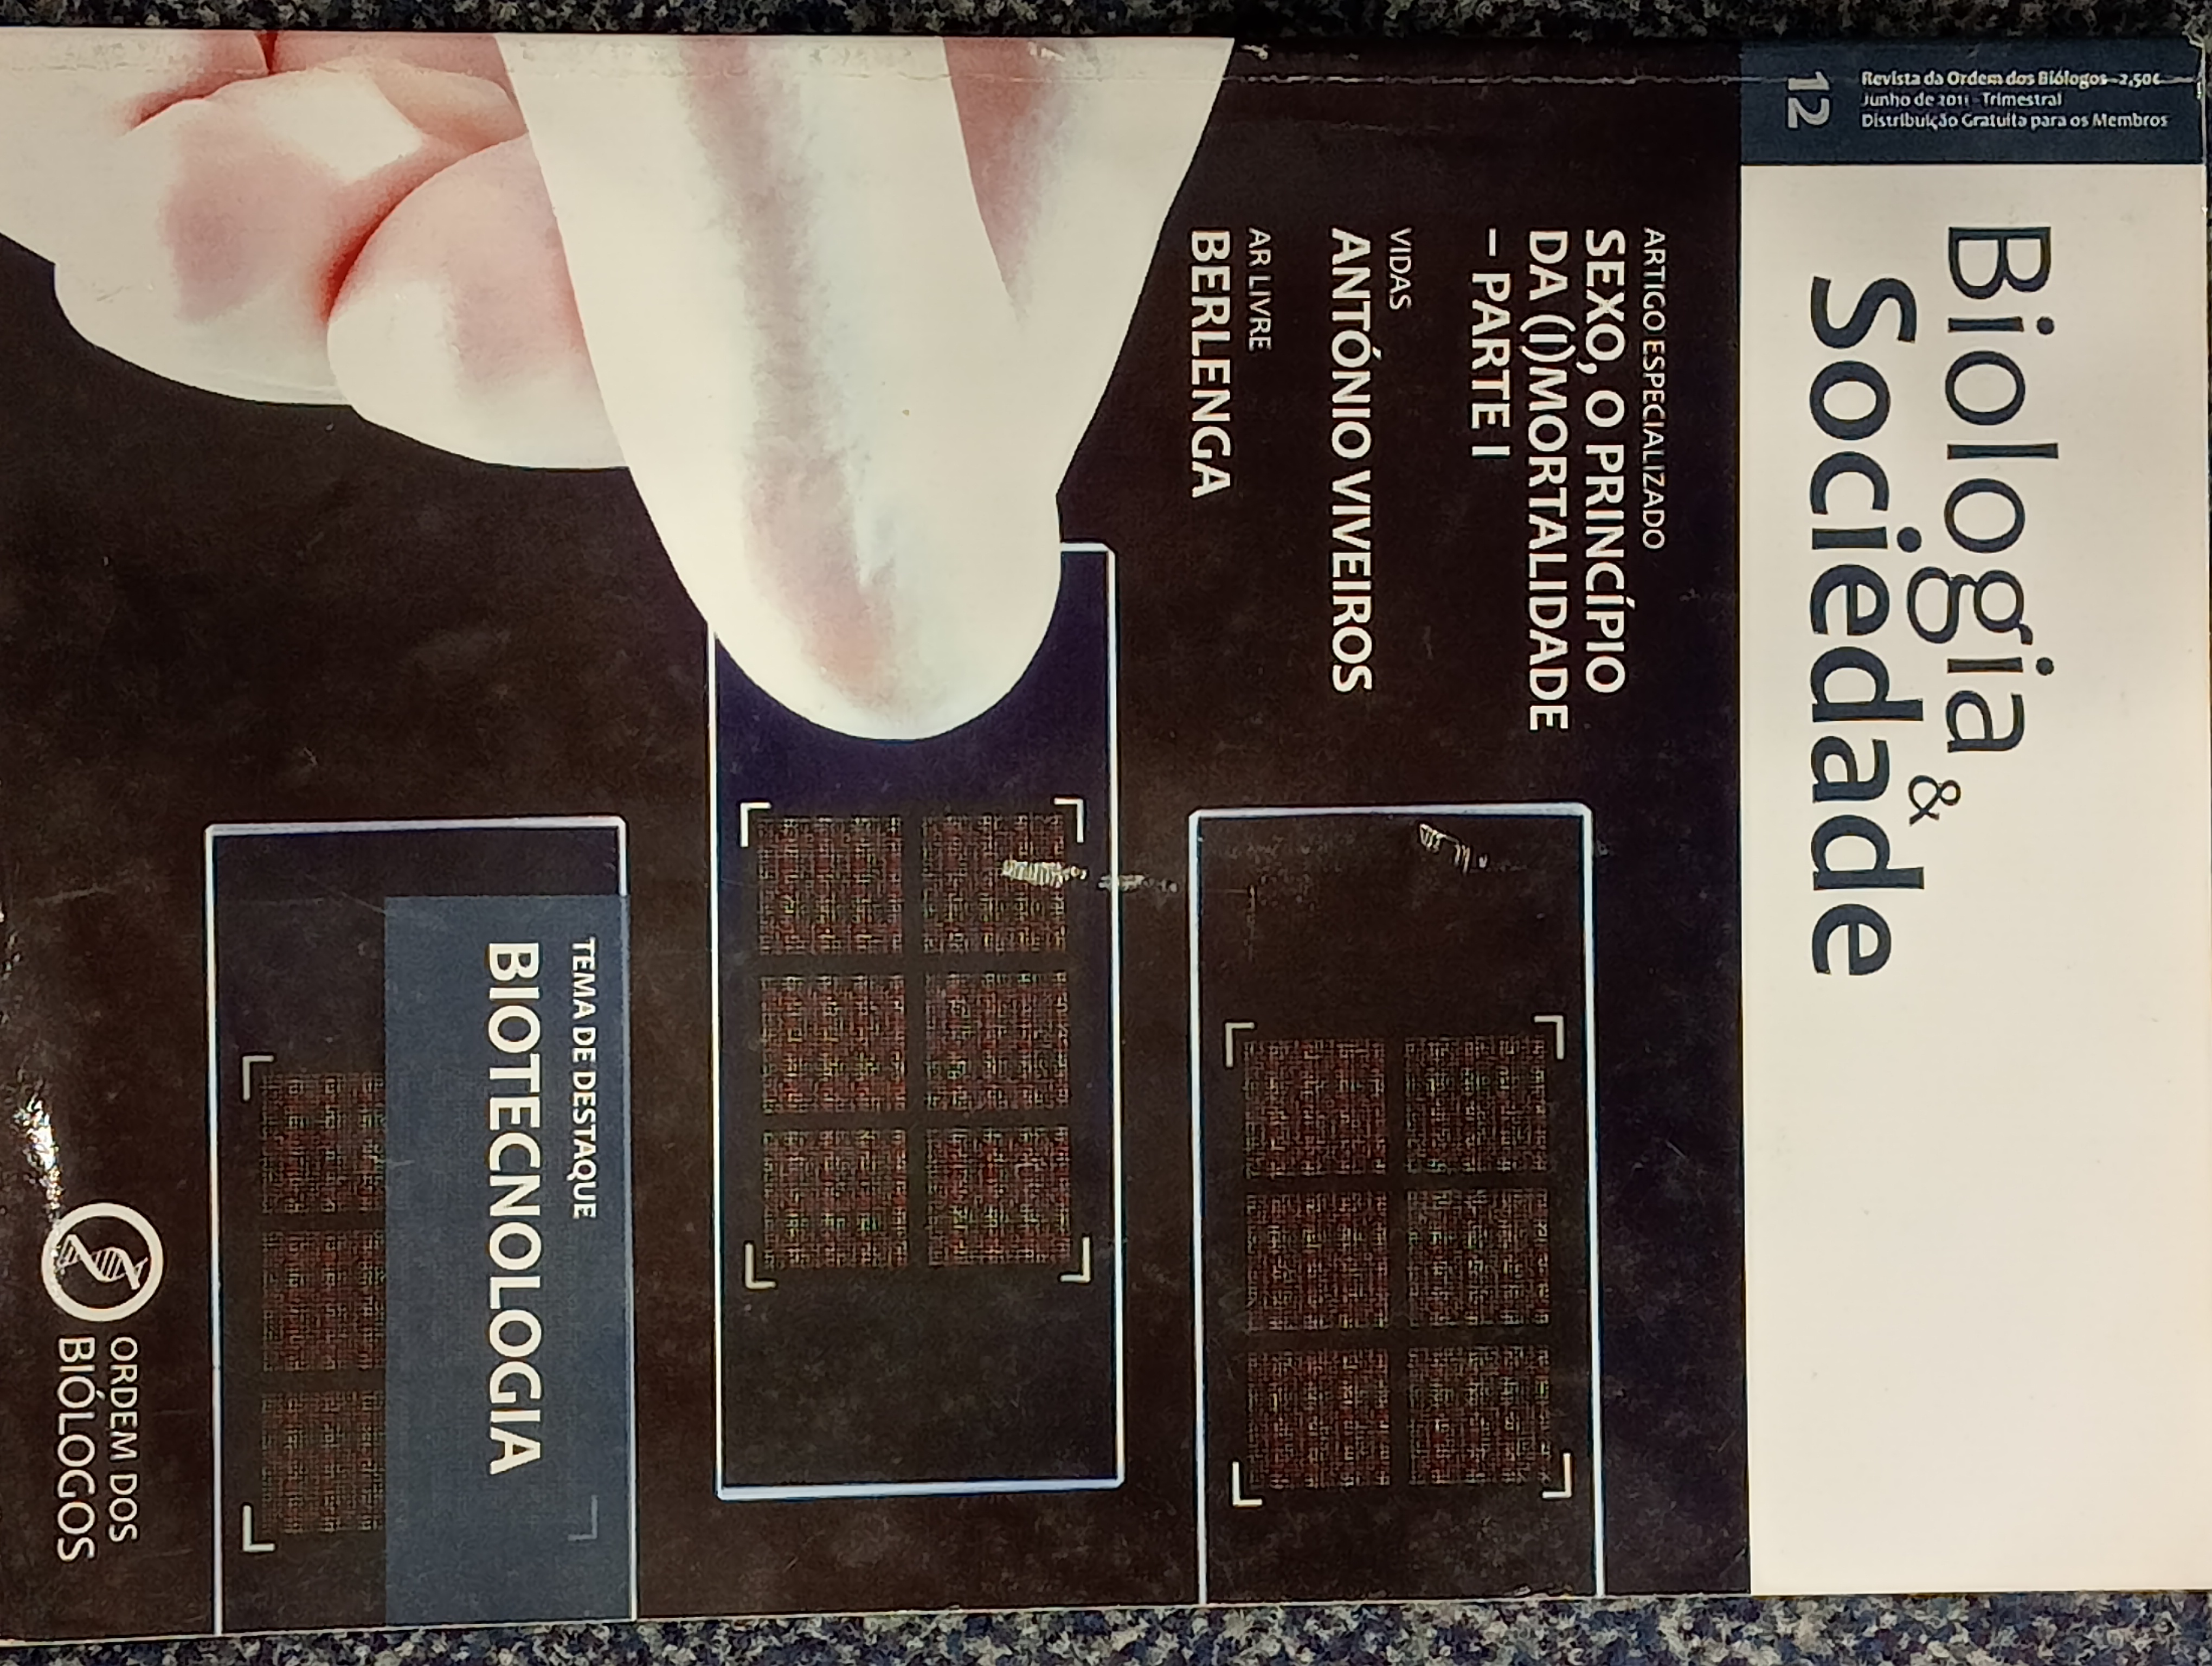 Revista da Ordem dos Biólogos - 2,50€
Junho de 2011 - Trimestral
Distribuição Gratuita para os Membros
12
Biologia
&
Sociedade
ARTIGO ESPECIALIZADO
SEXO, O PRINCÍPIO
DA (I)MORTALIDADE
– PARTE I
VIDAS
ANTÓNIO VIVEIROS
AR LIVRE
BERLENGA
TEMA DE DESTAQUE
BIOTECNOLOGIA
ORDEM DOS
BIÓLOGOS